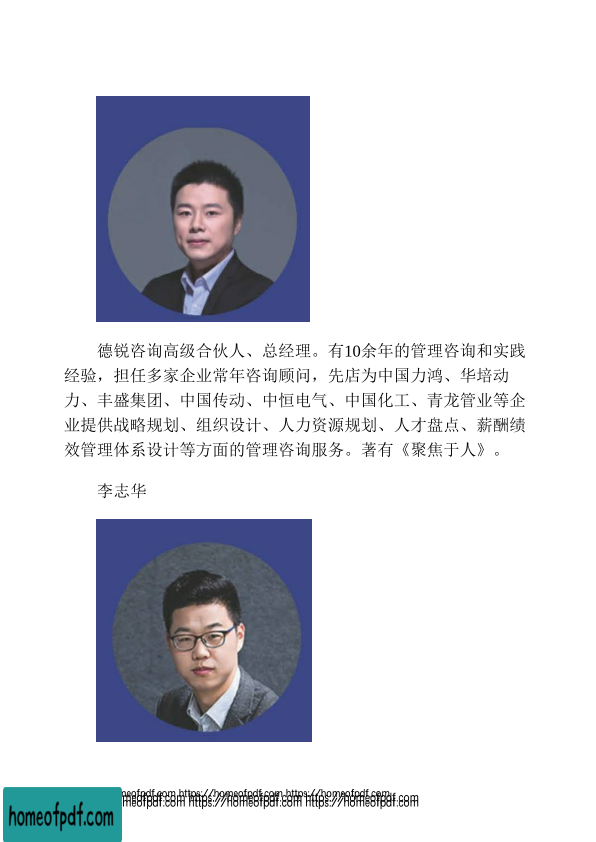 德锐咨询高级合伙人、总经理。有10余年的管理咨询和实践
经验，担任多家企业常年咨询顾问，先店为中国力鸿、华培动
力、丰盛集团、中国传动、中恒电气、中国化工、青龙管业等企
业提供战略规划、组织设计、人力资源规划、人才盘点、薪酬绩
效管理体系设计等方面的管理咨询服务。著有《聚焦于人》。
李志华
meofpdf.com https://homeofpdf.com https://homeofpdf.com
meofpdf.com https://homeofpdf.com https://homeofpdf.com
homeofpdf.com